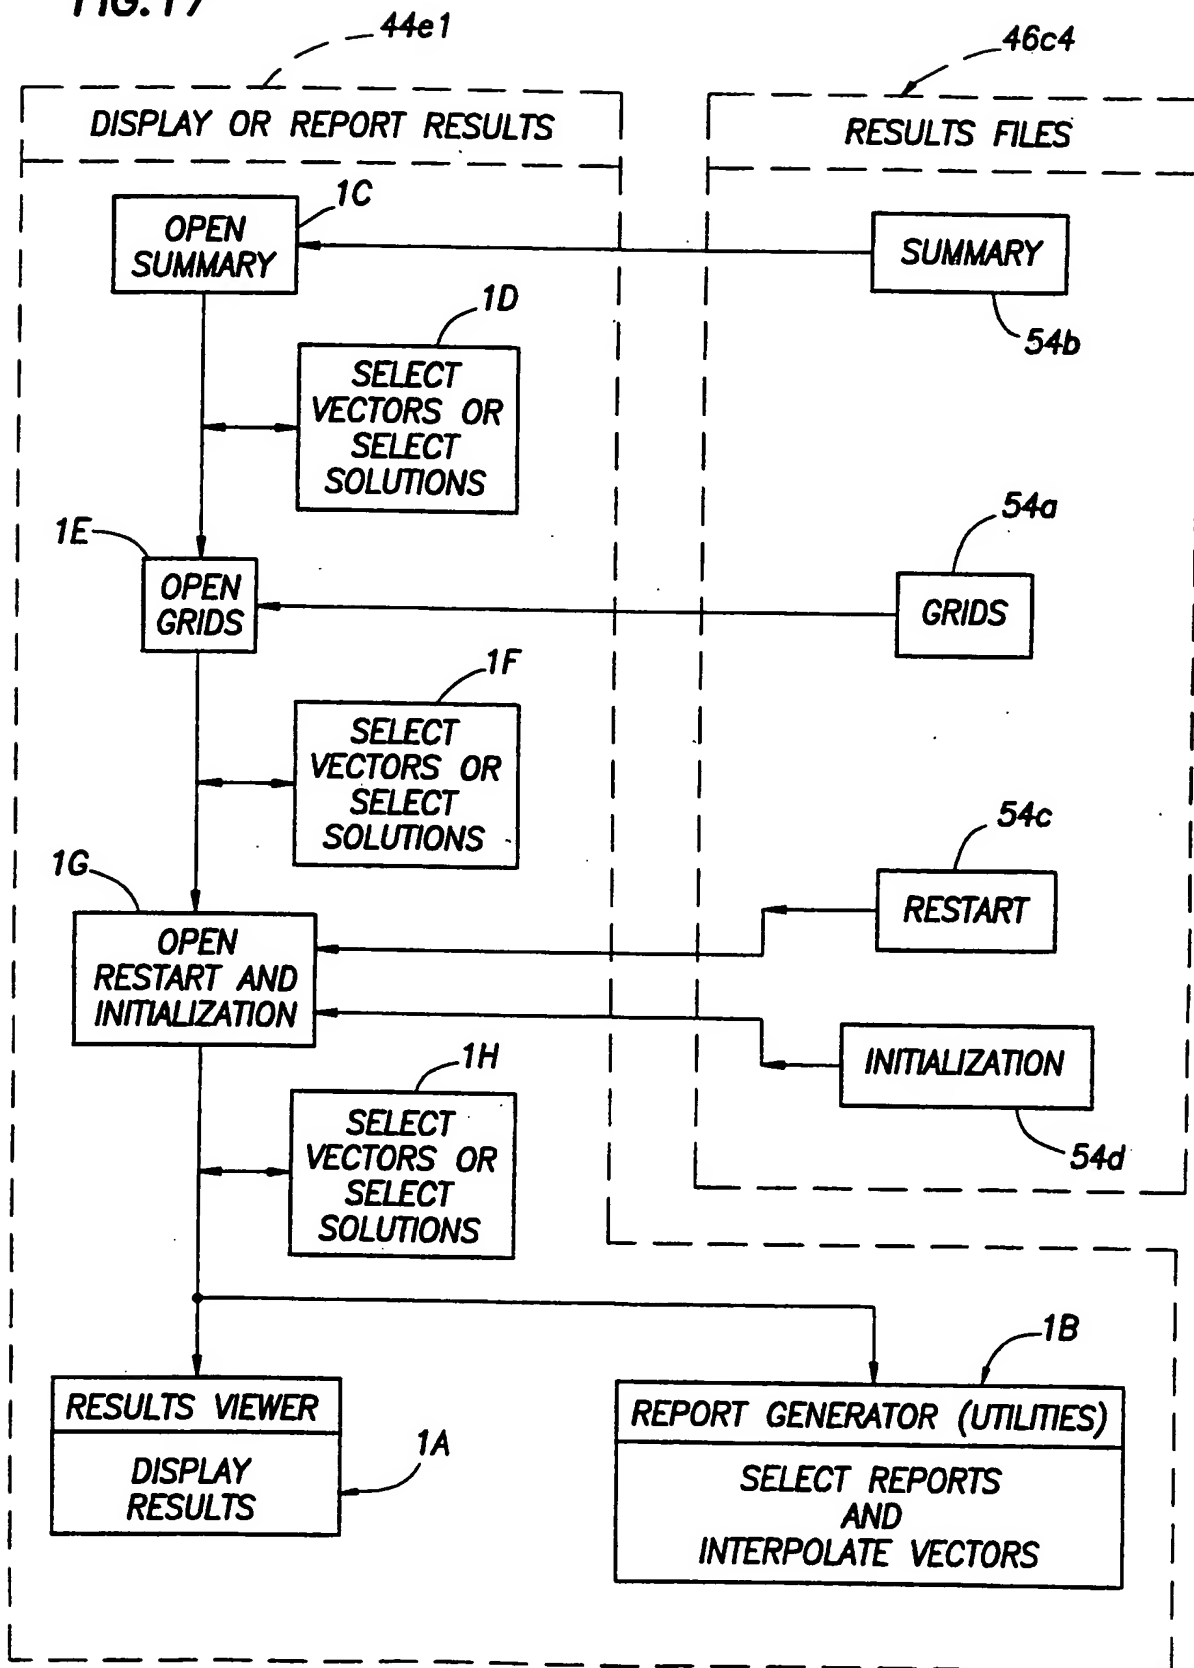 FIG.17
44e1
46c4
DISPLAY OR REPORT RESULTS
RESULTS FILES
1C
OPEN
SUMMARY
SUMMARY
54b
1D
SELECT
VECTORS OR
SELECT
SOLUTIONS
1E
OPEN
GRIDS
54a
GRIDS
1F
SELECT
VECTORS OR
SELECT
SOLUTIONS
1G
OPEN
RESTART AND
INITIALIZATION
54c
RESTART
INITIALIZATION
54d
1H
SELECT
VECTORS OR
SELECT
SOLUTIONS
RESULTS VIEWER
DISPLAY
RESULTS
1A
1B
REPORT GENERATOR (UTILITIES)
SELECT REPORTS
AND
INTERPOLATE VECTORS